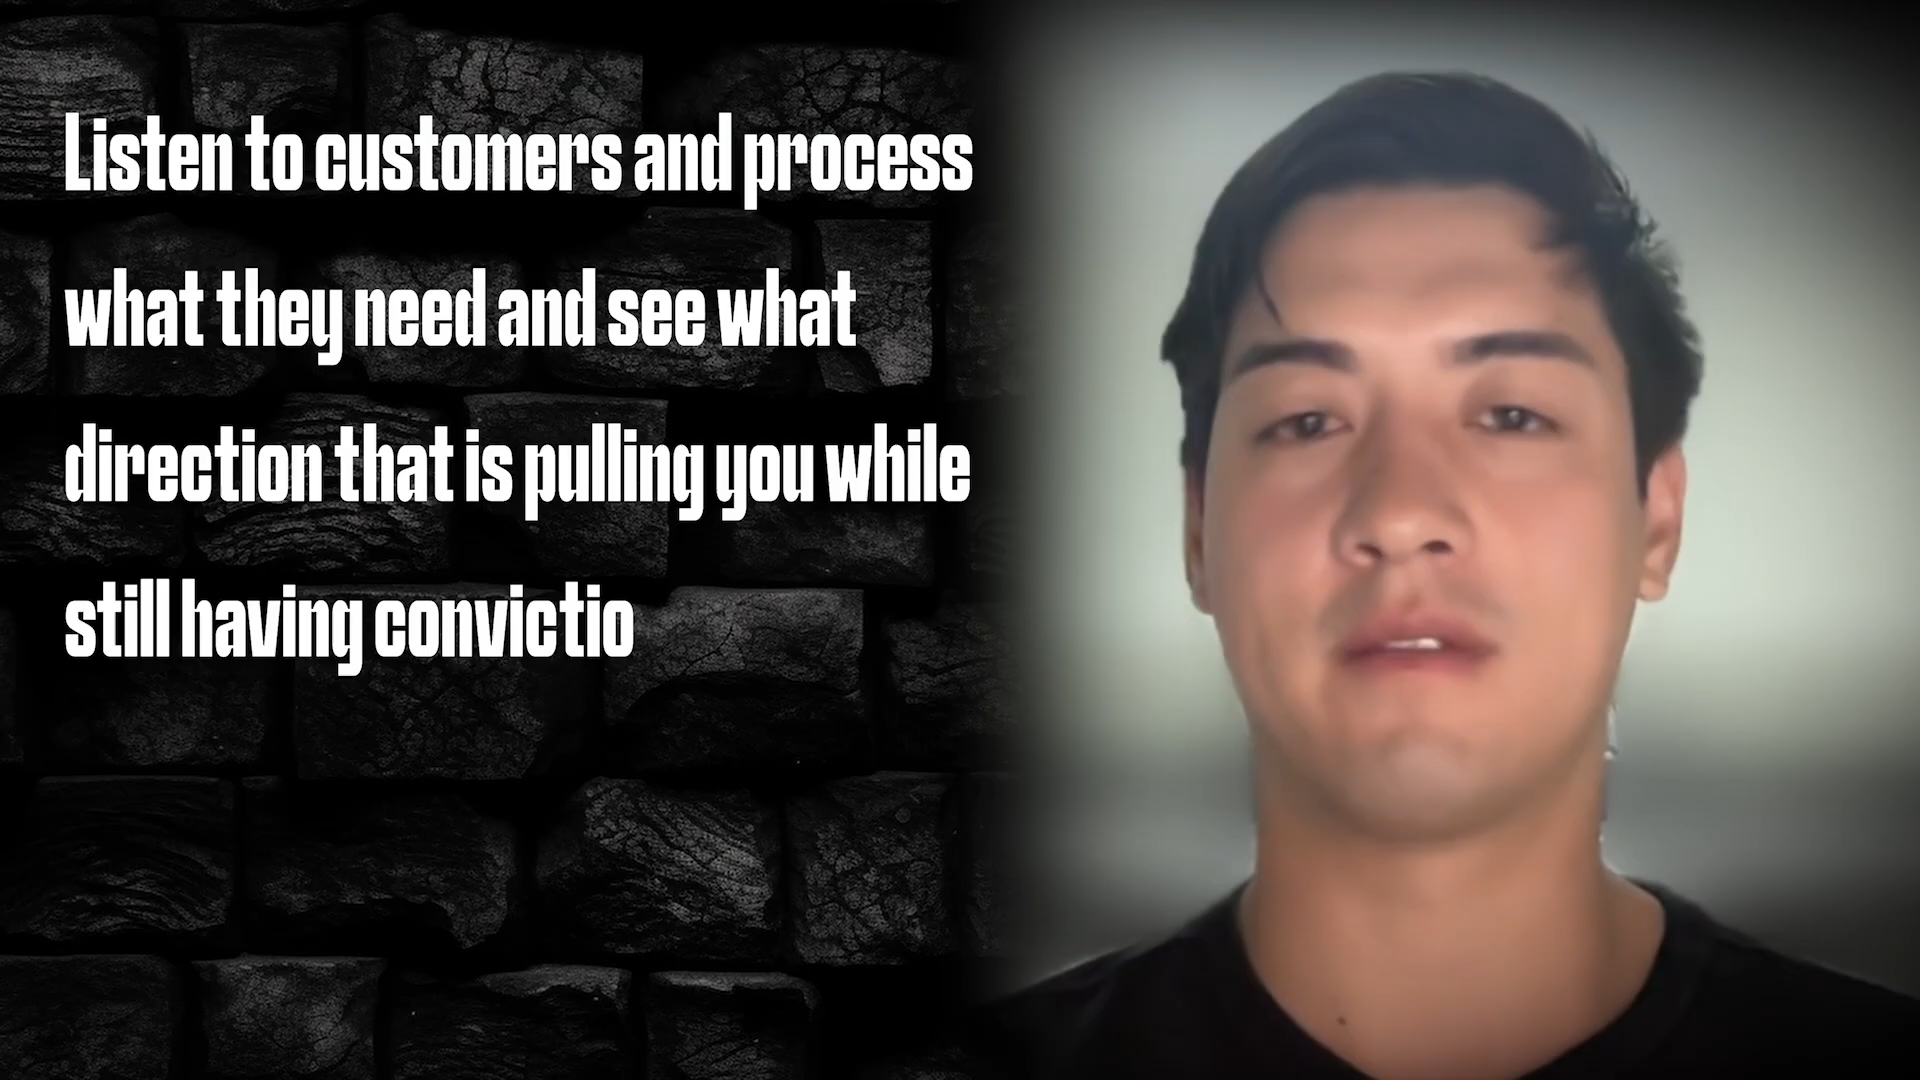 Listen to customers and process
what they need and see what
direction that is pulling you while
still having convictio